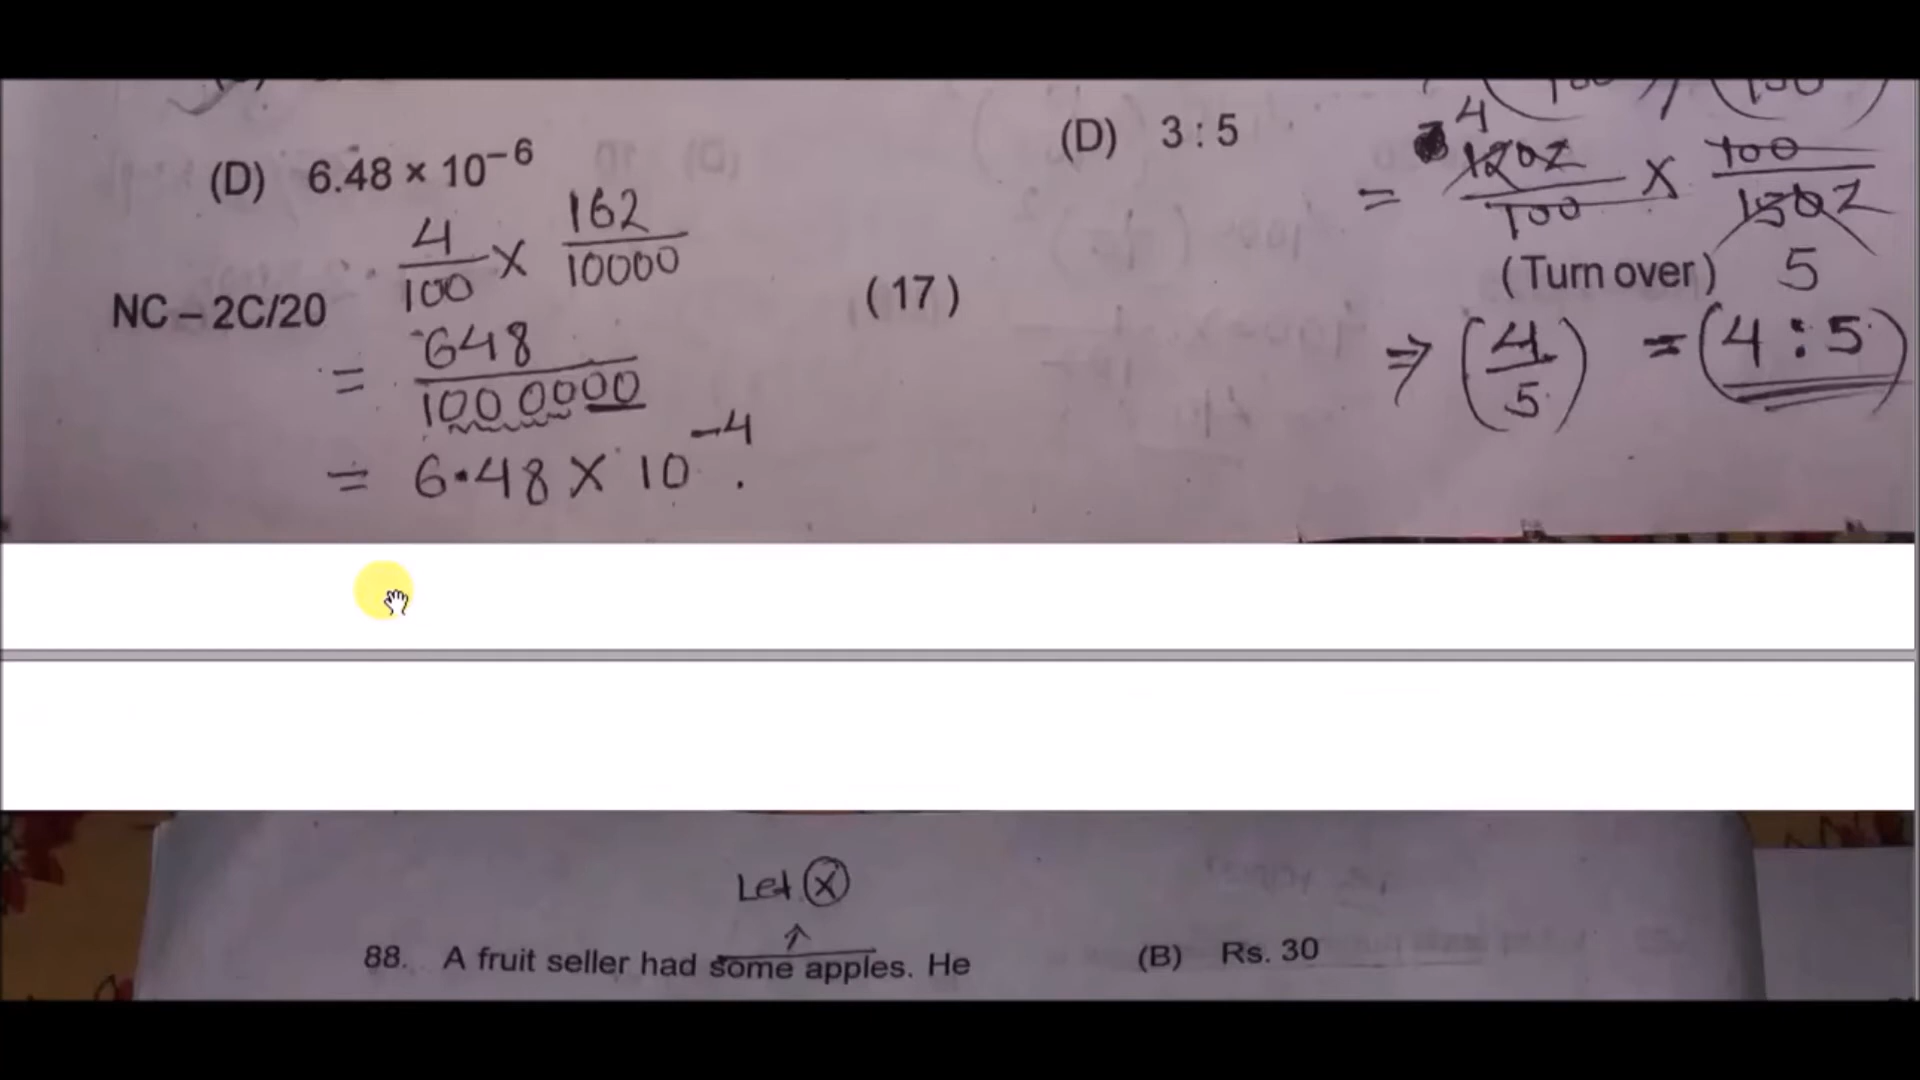 (D) 6.48 × 10⁻⁶
4/100 × 162/10000
NC – 2C/20
= 648/1000000
= 6.48 × 10⁻⁴.
(17)
(D) 3 : 5
4
= 120Z/100 × 100/150Z
(Turn over) 5
⇒ (4/5) = (4 : 5)
Let (X)
↑
88. A fruit seller had some apples. He
(B) Rs. 30